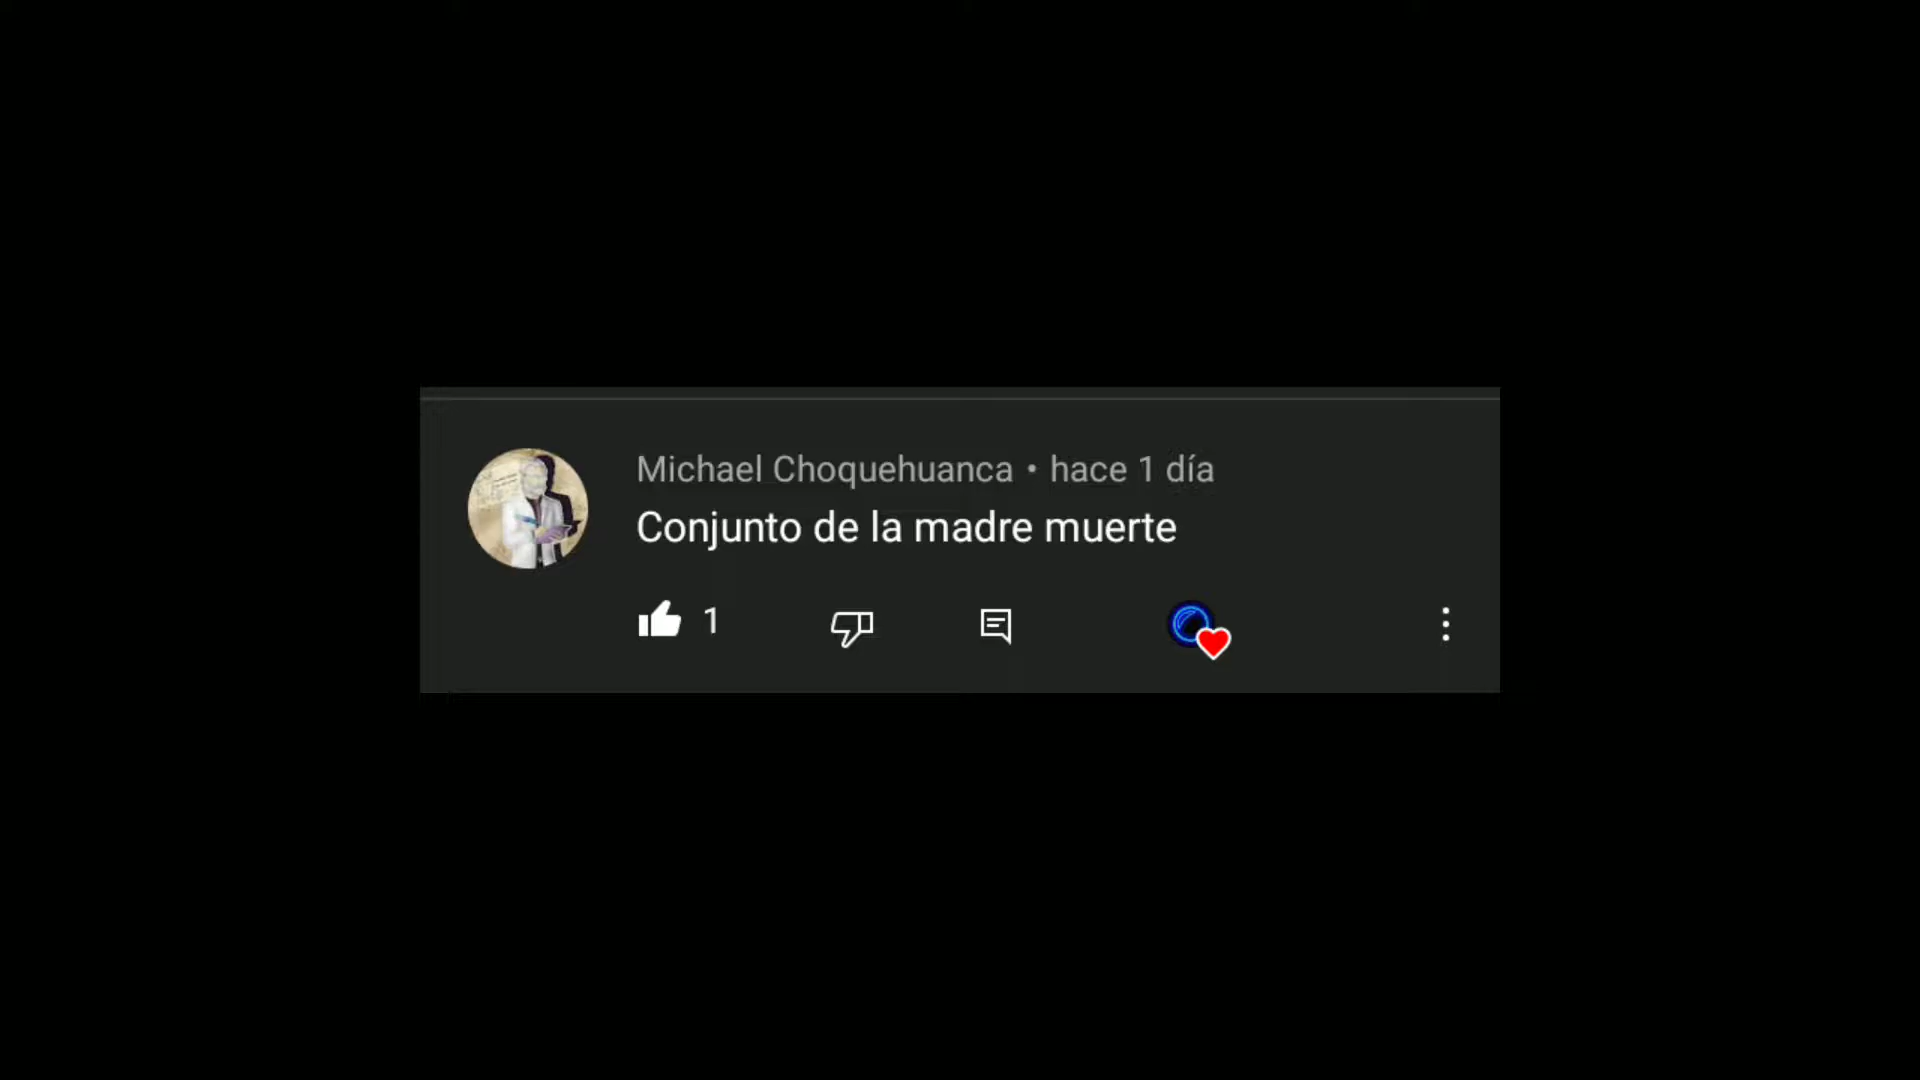 Michael Choquehuanca • hace 1 día
Conjunto de la madre muerte
1